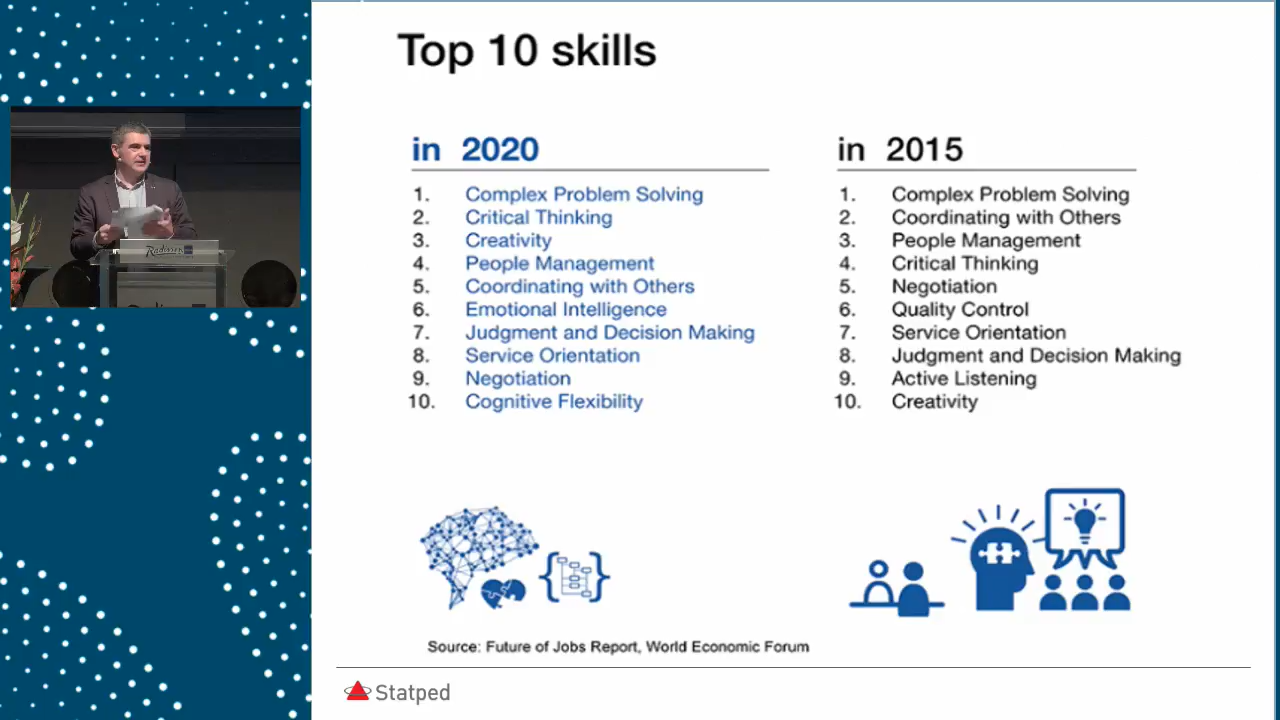 Top 10 skills
in 2020
1. Complex Problem Solving
2. Critical Thinking
3. Creativity
4. People Management
5. Coordinating with Others
6. Emotional Intelligence
7. Judgment and Decision Making
8. Service Orientation
9. Negotiation
10. Cognitive Flexibility
in 2015
1. Complex Problem Solving
2. Coordinating with Others
3. People Management
4. Critical Thinking
5. Negotiation
6. Quality Control
7. Service Orientation
8. Judgment and Decision Making
9. Active Listening
10. Creativity
Source: Future of Jobs Report, World Economic Forum
Statped
Radisson